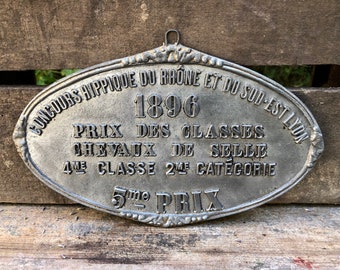 CONCOURS HIPPIQUE DU RHÔNE ET DU SUD-EST LYON
1896
PRIX DES CLASSES
CHEVAUX DE SELLE
4ME CLASSE 2ME CATÉGORIE
5me PRIX